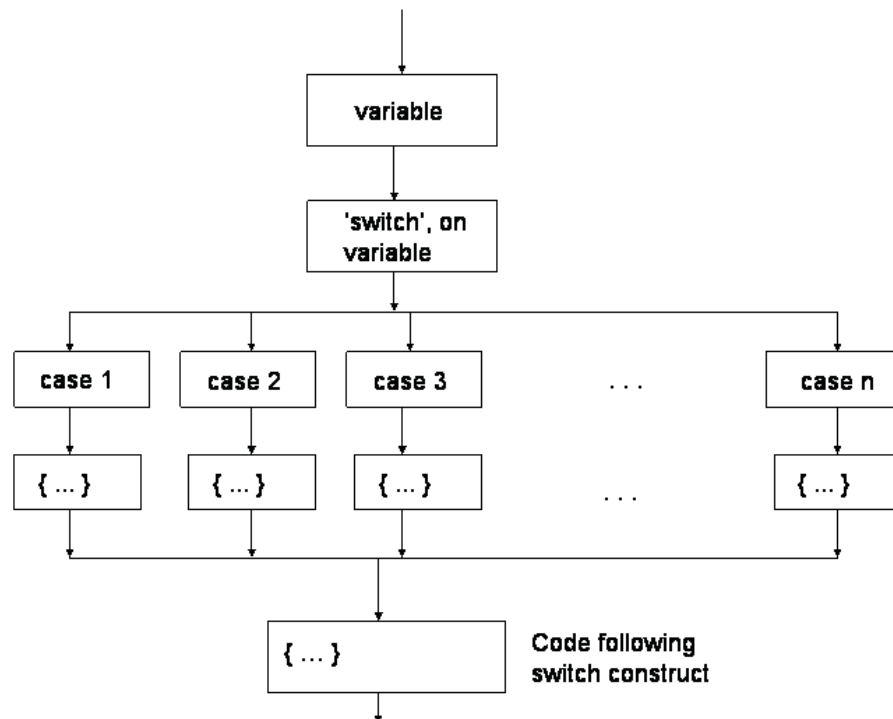 variable
'switch', on
variable
case 1
case 2
case 3
. . .
case n
{ ... }
{ ... }
{ ... }
. . .
{ ... }
{ ... }
Code following
switch construct